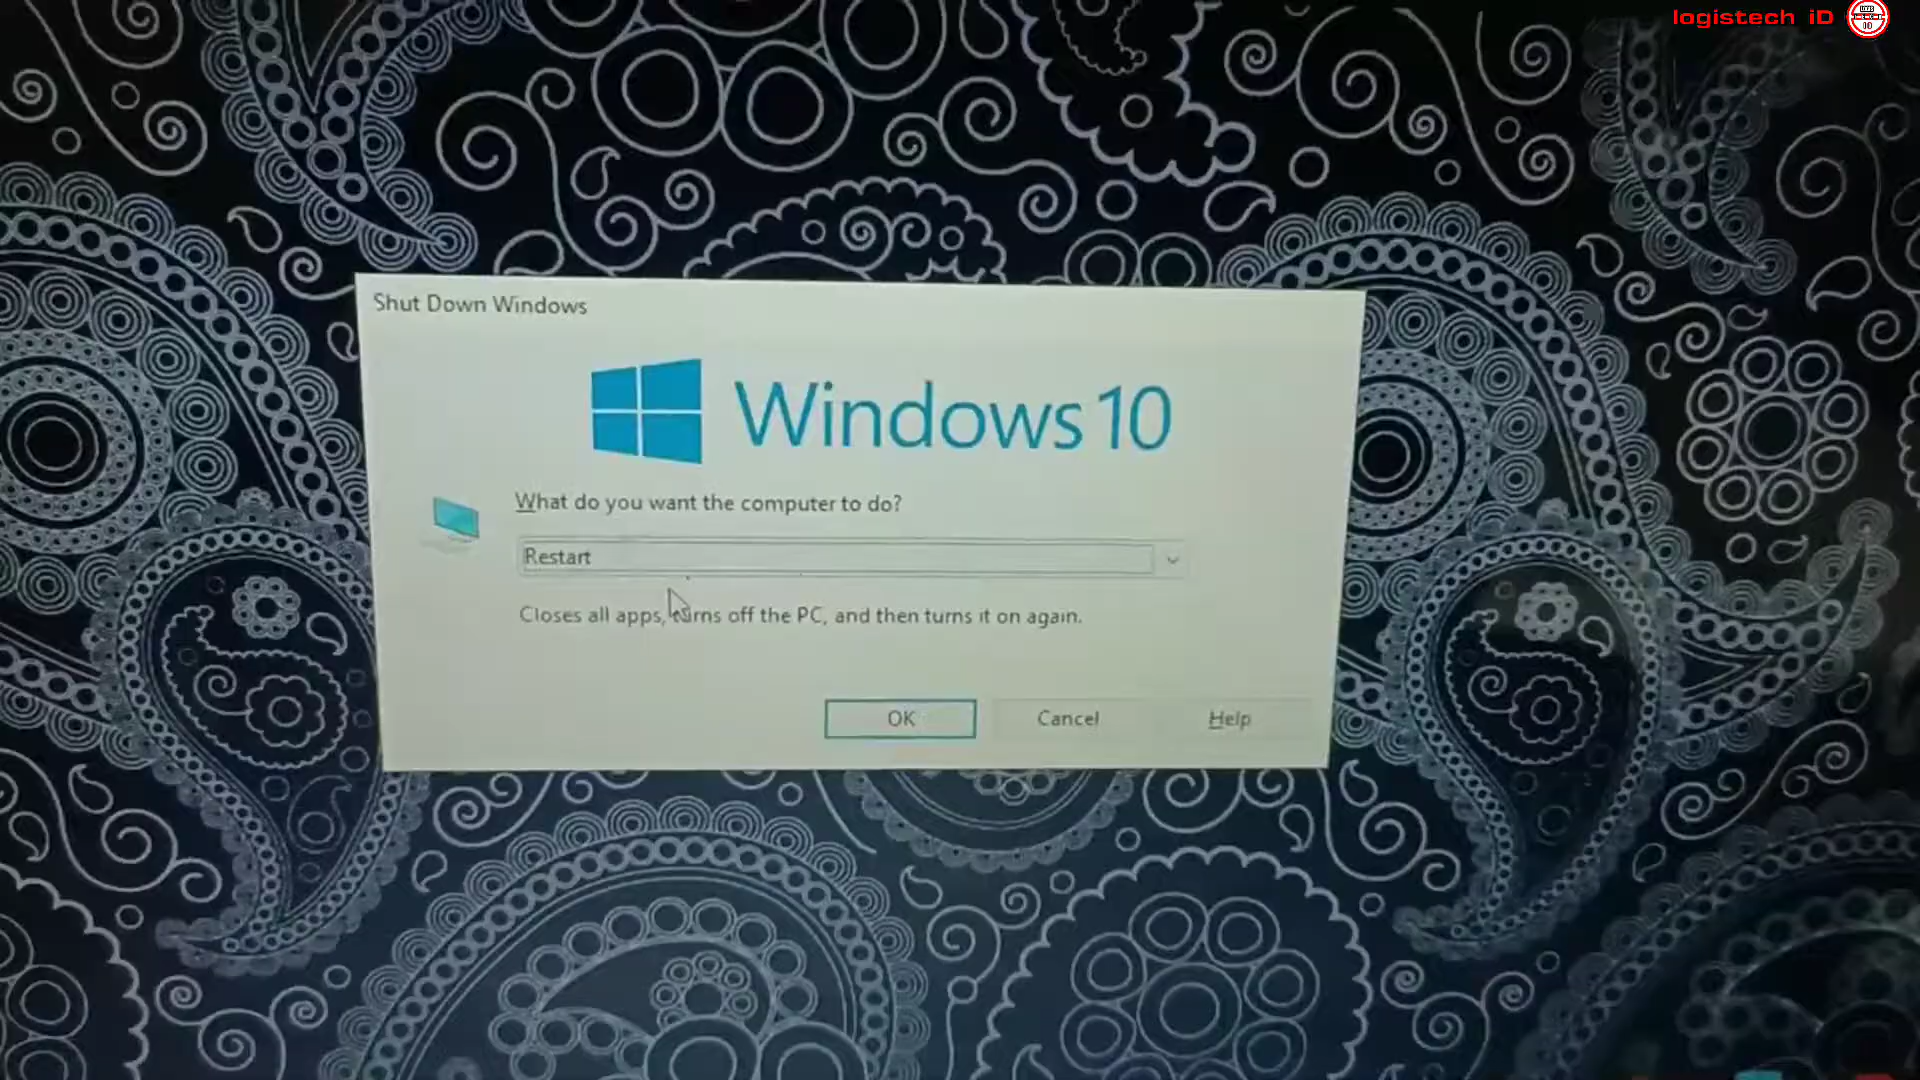 logistech iD
Shut Down Windows
Windows 10
What do you want the computer to do?
Restart
Closes all apps, turns off the PC, and then turns it on again.
OK
Cancel
Help